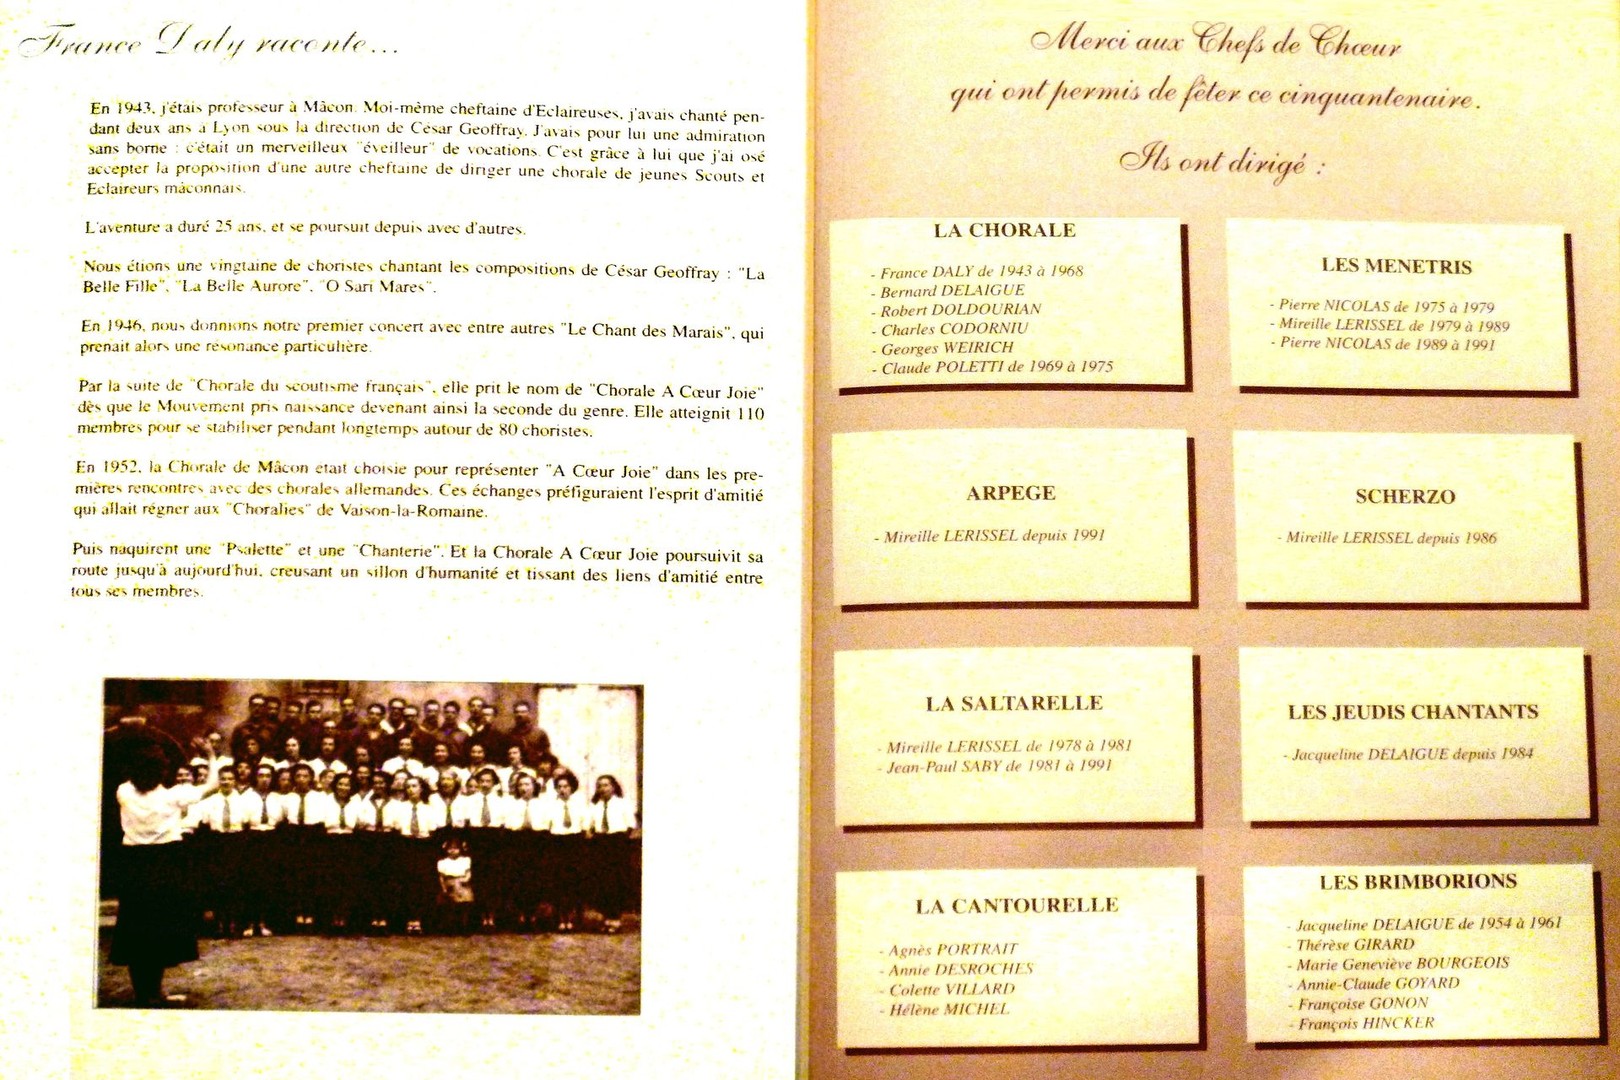 France Daly raconte...
En 1943, j'étais professeur à Mâcon. Moi-même cheftaine d'Eclaireuses, j'avais chanté pen-
dant deux ans à Lyon sous la direction de César Geoffray. J'avais pour lui une admiration
sans borne : c'était un merveilleux "éveilleur" de vocations. C'est grâce à lui que j'ai osé
accepter la proposition d'une autre cheftaine de diriger une chorale de jeunes Scouts et
Eclaireurs mâconnais.
L'aventure a duré 25 ans, et se poursuit depuis avec d'autres.
Nous étions une vingtaine de choristes chantant les compositions de César Geoffray : "La
Belle Fille", "La Belle Aurore", "O Sari Mares".
En 1946, nous donnions notre premier concert avec entre autres "Le Chant des Marais", qui
prenait alors une résonance particulière.
Par la suite de "Chorale du scoutisme français", elle prit le nom de "Chorale A Cœur Joie"
dès que le Mouvement pris naissance devenant ainsi la seconde du genre. Elle atteignit 110
membres pour se stabiliser pendant longtemps autour de 80 choristes.
En 1952, la Chorale de Mâcon était choisie pour représenter "A Cœur Joie" dans les pre-
mières rencontres avec des chorales allemandes. Ces échanges préfiguraient l'esprit d'amitié
qui allait régner aux "Choralies" de Vaison-la-Romaine.
Puis naquirent une "Psalette" et une "Chanterie". Et la Chorale A Cœur Joie poursuivit sa
route jusqu'à aujourd'hui, creusant un sillon d'humanité et tissant des liens d'amitié entre
tous ses membres.
Merci aux Chefs de Chœur
qui ont permis de fêter ce cinquantenaire.
Ils ont dirigé :
LA CHORALE
- France DALY de 1943 à 1968
- Bernard DELAIGUE
- Robert DOLDOURIAN
- Charles CODORNIU
- Georges WEIRICH
- Claude POLETTI de 1969 à 1975
LES MENETRIS
- Pierre NICOLAS de 1975 à 1979
- Mireille LERISSEL de 1979 à 1989
- Pierre NICOLAS de 1989 à 1991
ARPEGE
- Mireille LERISSEL depuis 1991
SCHERZO
- Mireille LERISSEL depuis 1986
LA SALTARELLE
- Mireille LERISSEL de 1978 à 1981
- Jean-Paul SABY de 1981 à 1991
LES JEUDIS CHANTANTS
- Jacqueline DELAIGUE depuis 1984
LA CANTOURELLE
- Agnès PORTRAIT
- Annie DESROCHES
- Colette VILLARD
- Hélène MICHEL
LES BRIMBORIONS
- Jacqueline DELAIGUE de 1954 à 1961
- Thérèse GIRARD
- Marie Geneviève BOURGEOIS
- Annie-Claude GOYARD
- Françoise GONON
- François HINCKER